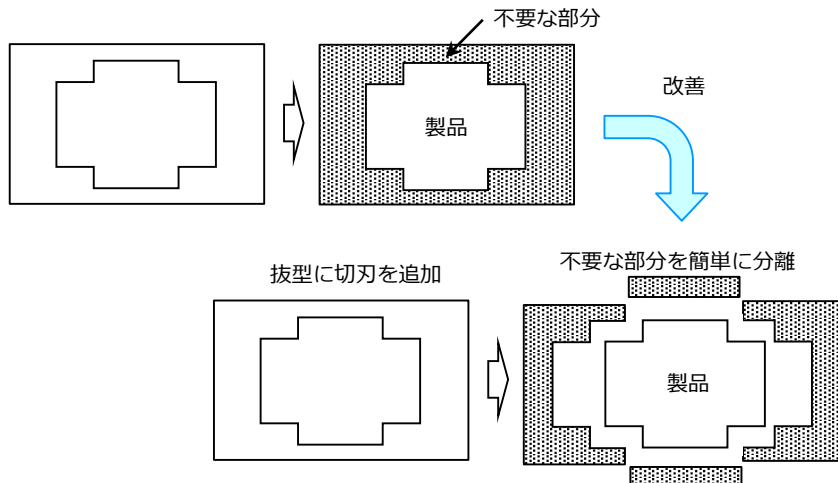 不要な部分
改善
製品
抜型に切刃を追加
不要な部分を簡単に分離
製品